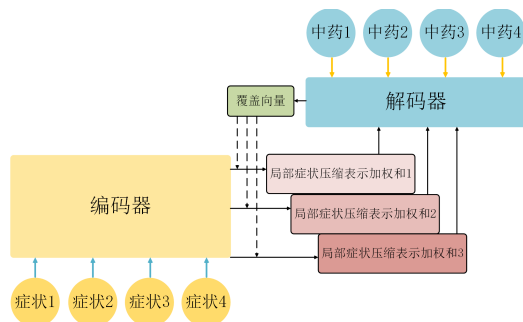 中药1 中药2 中药3 中药4
解码器
覆盖向量
局部症状压缩表示加权和1
编码器
局部症状压缩表示加权和2
局部症状压缩表示加权和3
症状1 症状2 症状3 症状4